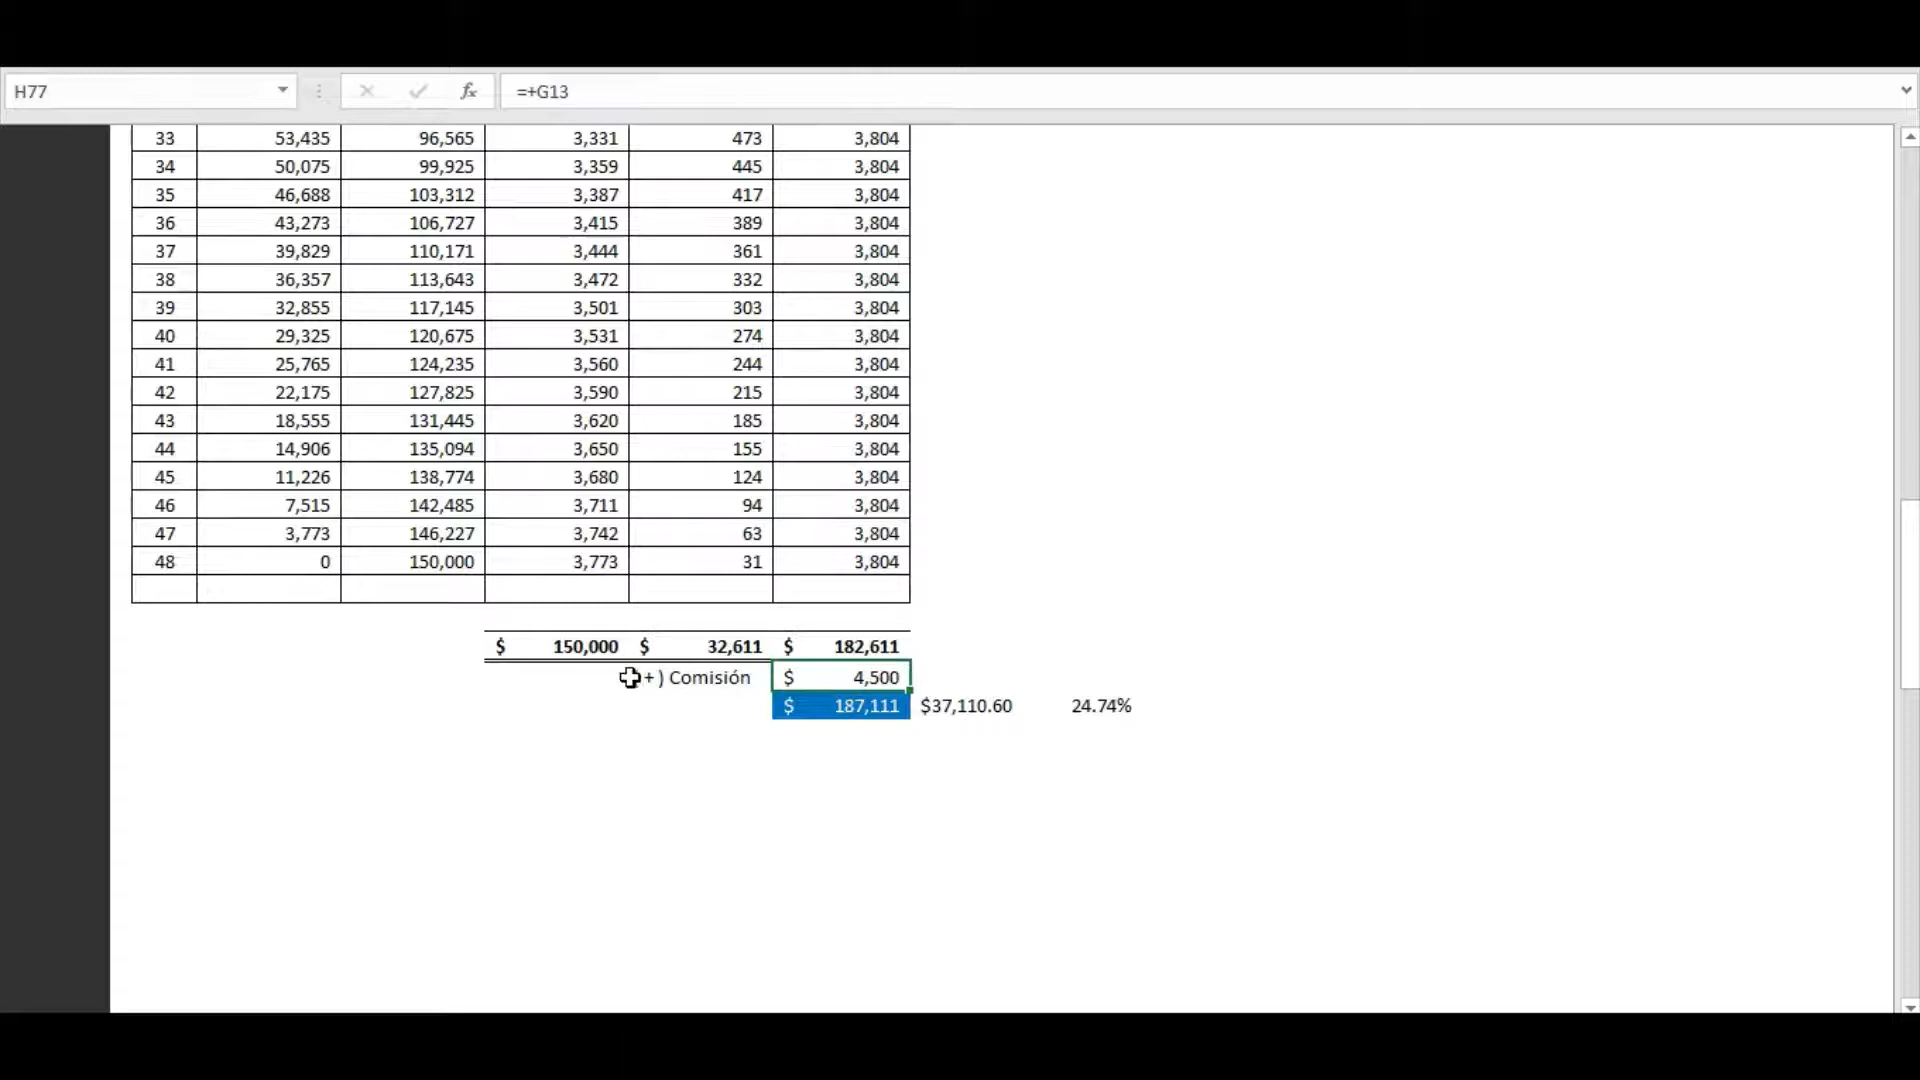 H77 fx =+G13
33 53,435 96,565 3,331 473 3,804
34 50,075 99,925 3,359 445 3,804
35 46,688 103,312 3,387 417 3,804
36 43,273 106,727 3,415 389 3,804
37 39,829 110,171 3,444 361 3,804
38 36,357 113,643 3,472 332 3,804
39 32,855 117,145 3,501 303 3,804
40 29,325 120,675 3,531 274 3,804
41 25,765 124,235 3,560 244 3,804
42 22,175 127,825 3,590 215 3,804
43 18,555 131,445 3,620 185 3,804
44 14,906 135,094 3,650 155 3,804
45 11,226 138,774 3,680 124 3,804
46 7,515 142,485 3,711 94 3,804
47 3,773 146,227 3,742 63 3,804
48 0 150,000 3,773 31 3,804
$ 150,000 $ 32,611 $ 182,611
+ ) Comisión $ 4,500
$ 187,111 $37,110.60 24.74%